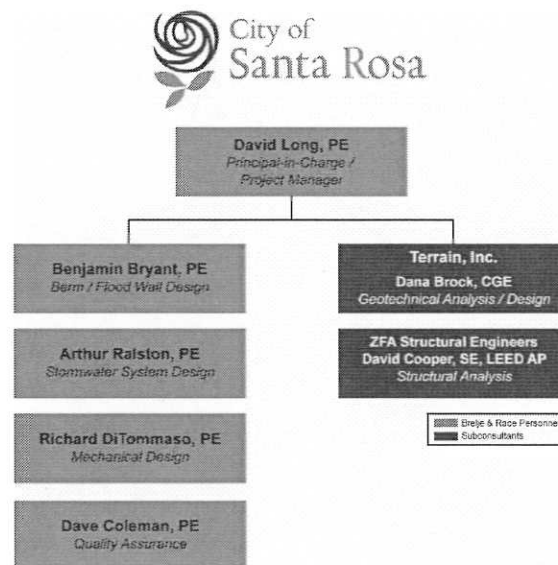 City of
Santa Rosa
David Long, PE
Principal-in-Charge /
Project Manager
Benjamin Bryant, PE
Berm / Flood Wall Design
Arthur Ralston, PE
Stormwater System Design
Richard DiTommaso, PE
Mechanical Design
Dave Coleman, PE
Quality Assurance
Terrain, Inc.
Dana Brock, CGE
Geotechnical Analysis / Design
ZFA Structural Engineers
David Cooper, SE, LEED AP
Structural Analysis
Brelje & Race Personnel
Subconsultants